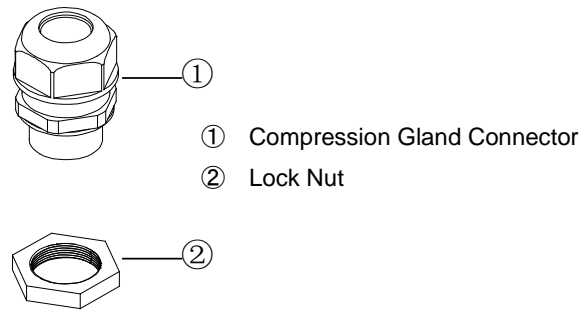 ①
① Compression Gland Connector
② Lock Nut
②